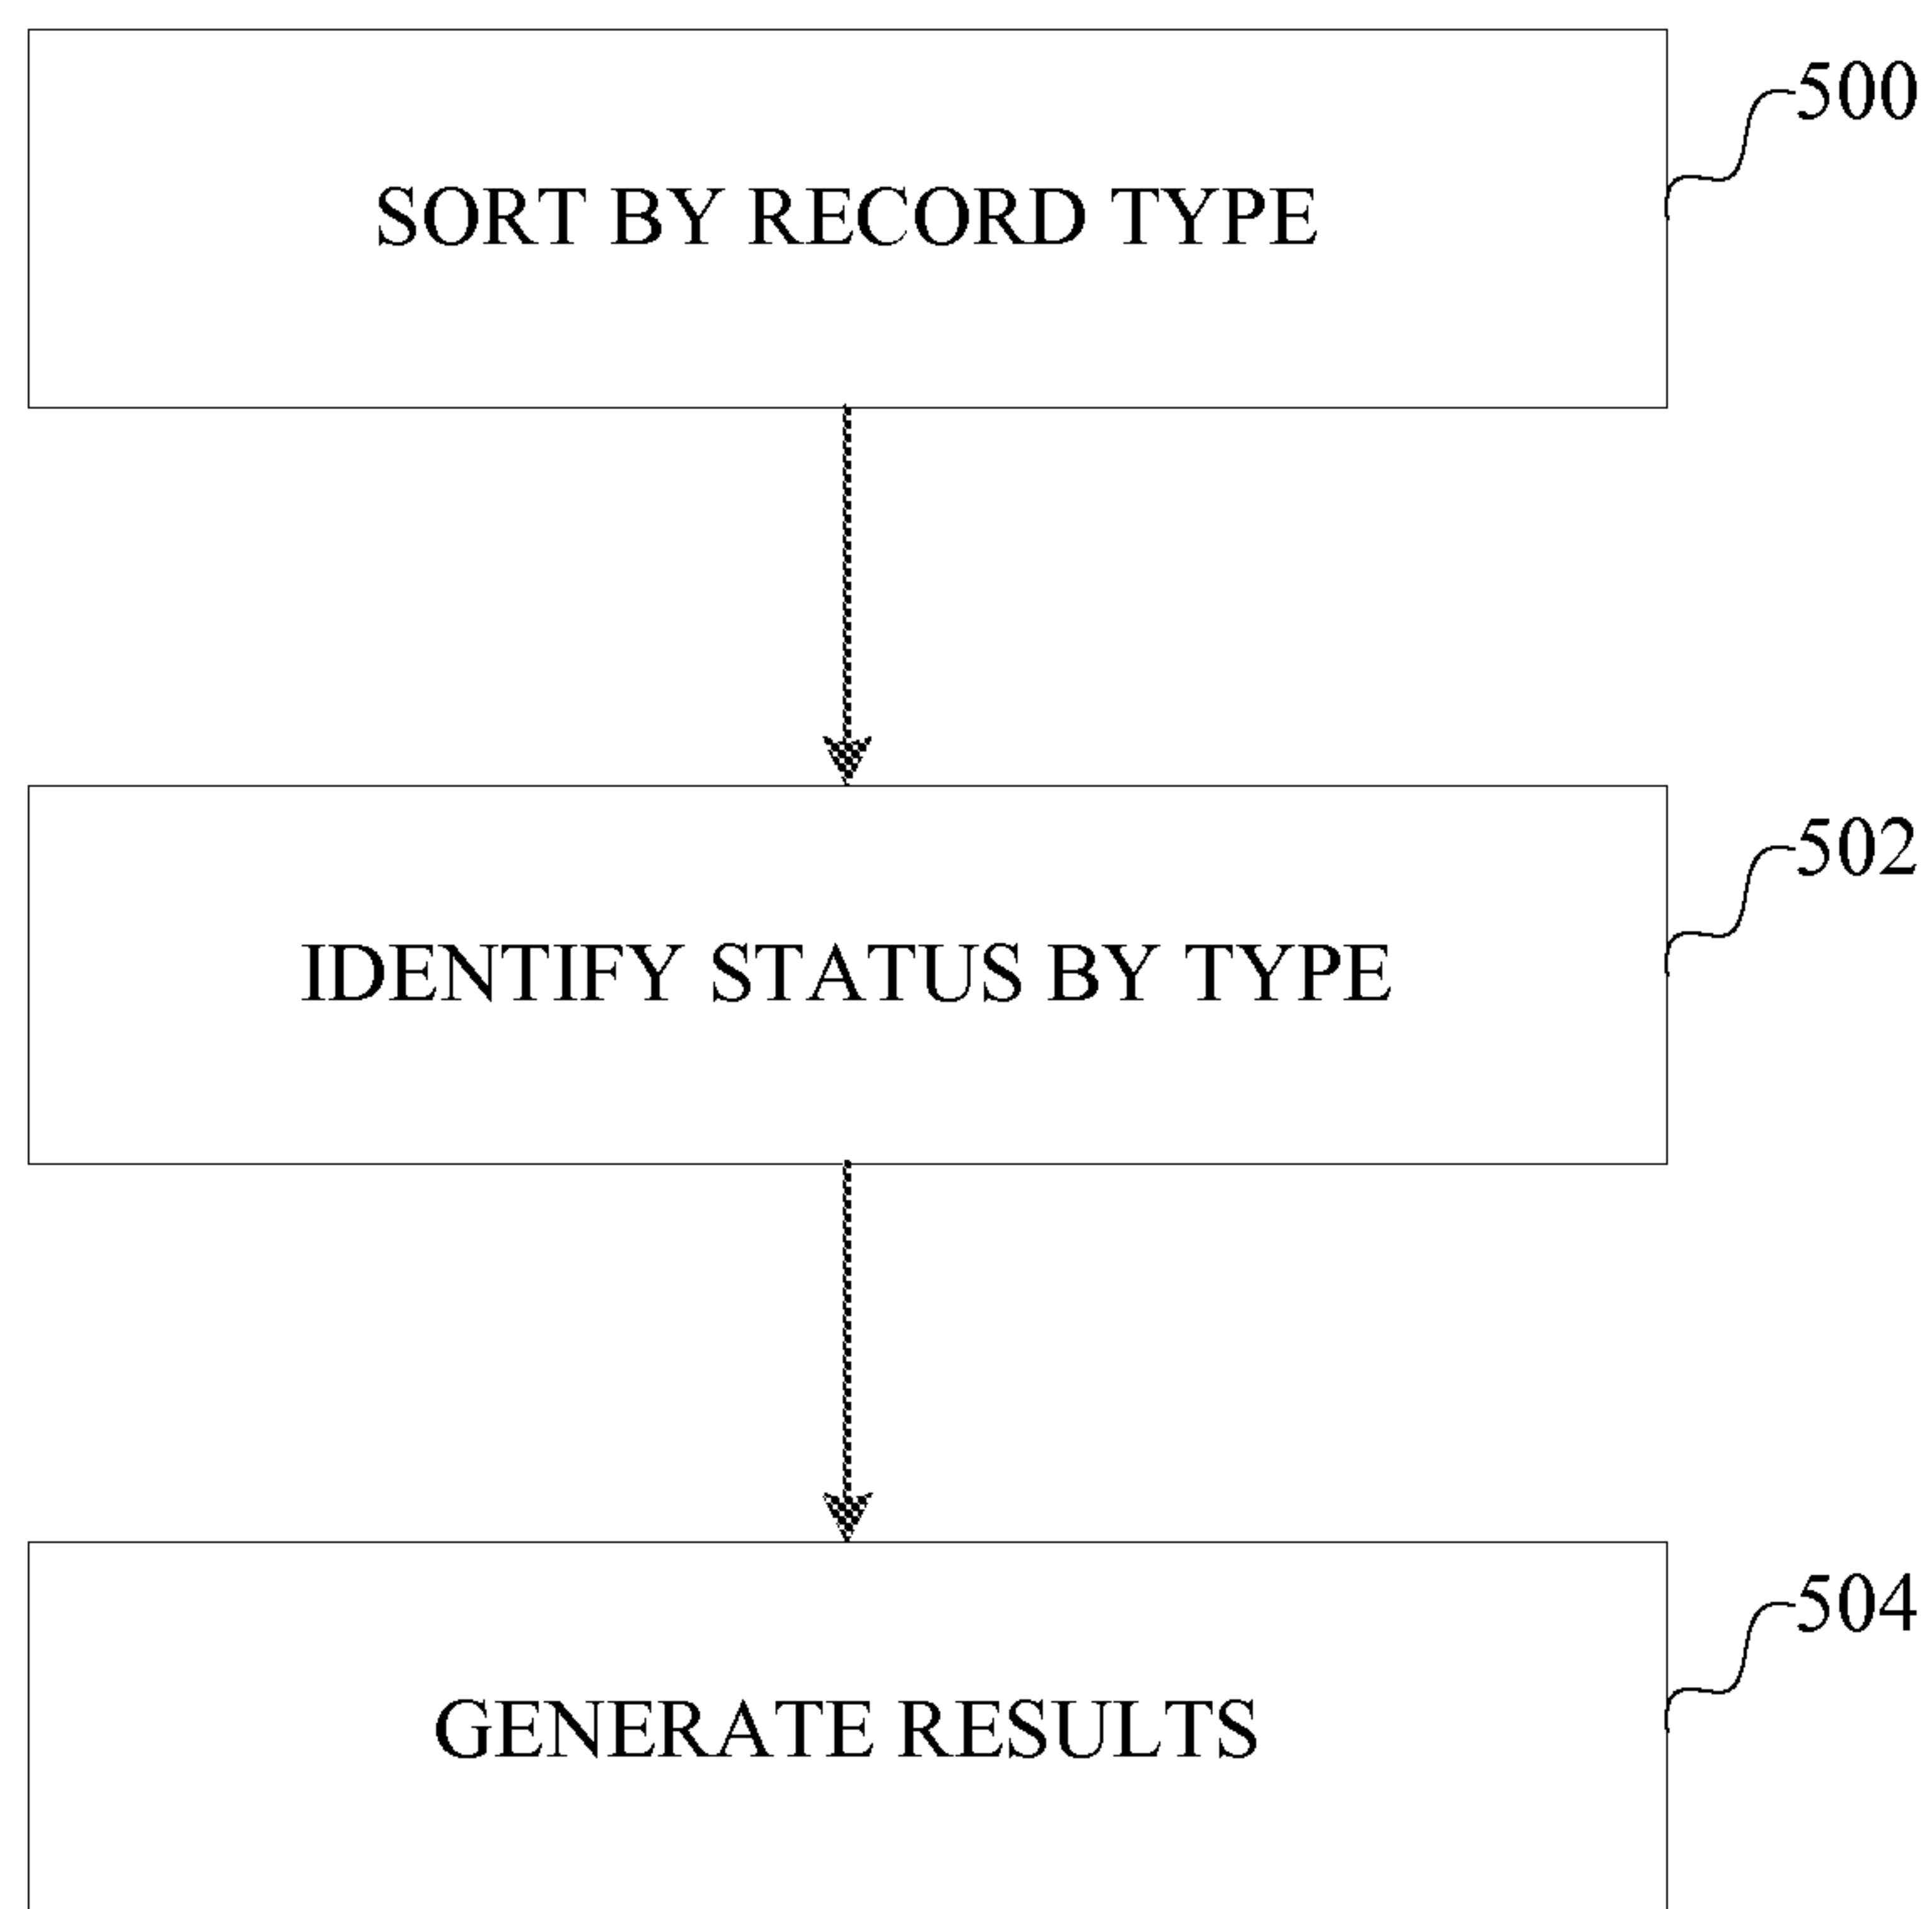 500
SORT BY RECORD TYPE
502
IDENTIFY STATUS BY TYPE
504
GENERATE RESULTS